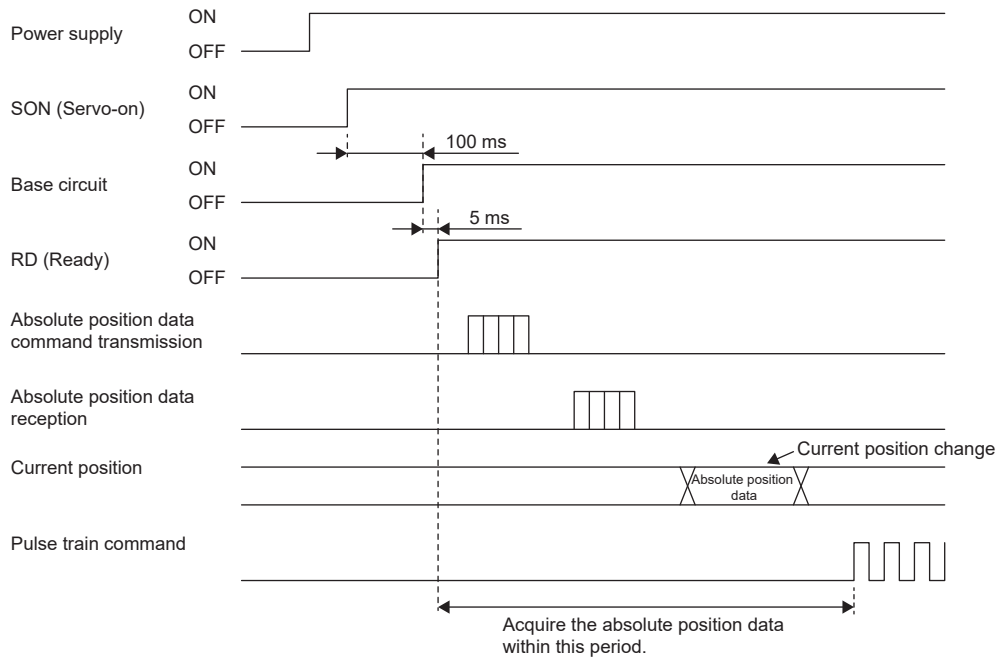 Power supply
ON
OFF
SON (Servo-on)
ON
OFF
100 ms
Base circuit
ON
OFF
5 ms
RD (Ready)
ON
OFF
Absolute position data
command transmission
Absolute position data
reception
Current position
Current position change
Absolute position
data
Pulse train command
Acquire the absolute position data
within this period.